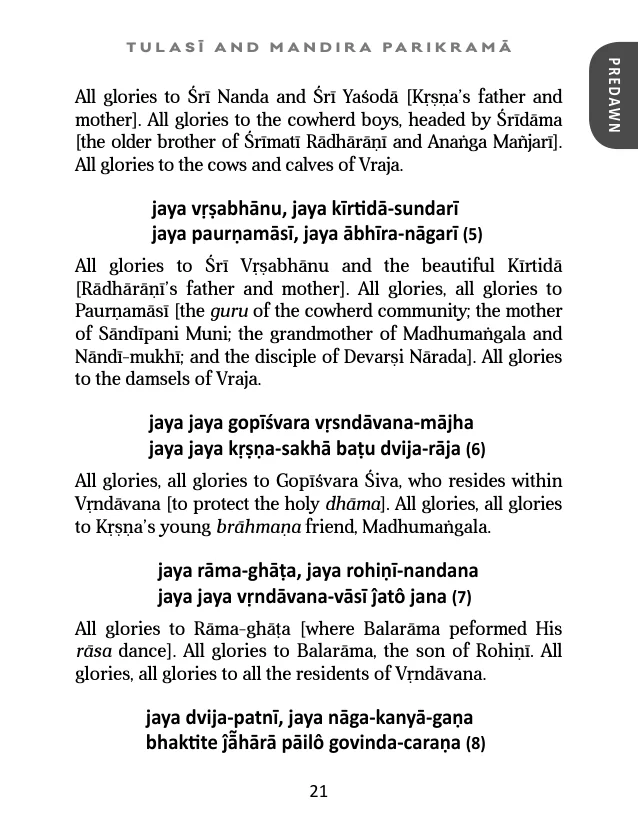 TULASĪ AND MANDIRA PARIKRAMĀ
PREDAWN
All glories to Śrī Nanda and Śrī Yaśodā [Kṛṣṇa’s father and
mother]. All glories to the cowherd boys, headed by Śrīdāma
[the older brother of Śrīmatī Rādhārāṇī and Anaṅga Mañjarī].
All glories to the cows and calves of Vraja.
jaya vṛṣabhānu, jaya kīrtidā-sundarī
jaya paurṇamāsī, jaya ābhīra-nāgarī (5)
All glories to Śrī Vṛṣabhānu and the beautiful Kīrtidā
[Rādhārāṇī’s father and mother]. All glories, all glories to
Paurṇamāsī [the guru of the cowherd community; the mother
of Sāndīpani Muni; the grandmother of Madhumaṅgala and
Nāndī-mukhī; and the disciple of Devarṣi Nārada]. All glories
to the damsels of Vraja.
jaya jaya gopīśvara vṛsndāvana-mājha
jaya jaya kṛṣṇa-sakhā baṭu dvija-rāja (6)
All glories, all glories to Gopīśvara Śiva, who resides within
Vṛndāvana [to protect the holy dhāma]. All glories, all glories
to Kṛṣṇa’s young brāhmaṇa friend, Madhumaṅgala.
jaya rāma-ghāṭa, jaya rohiṇī-nandana
jaya jaya vṛndāvana-vāsī ĵatô jana (7)
All glories to Rāma-ghāṭa [where Balarāma peformed His
rāsa dance]. All glories to Balarāma, the son of Rohiṇī. All
glories, all glories to all the residents of Vṛndāvana.
jaya dvija-patnī, jaya nāga-kanyā-gaṇa
bhaktite ĵā̃hārā pāilô govinda-caraṇa (8)
21